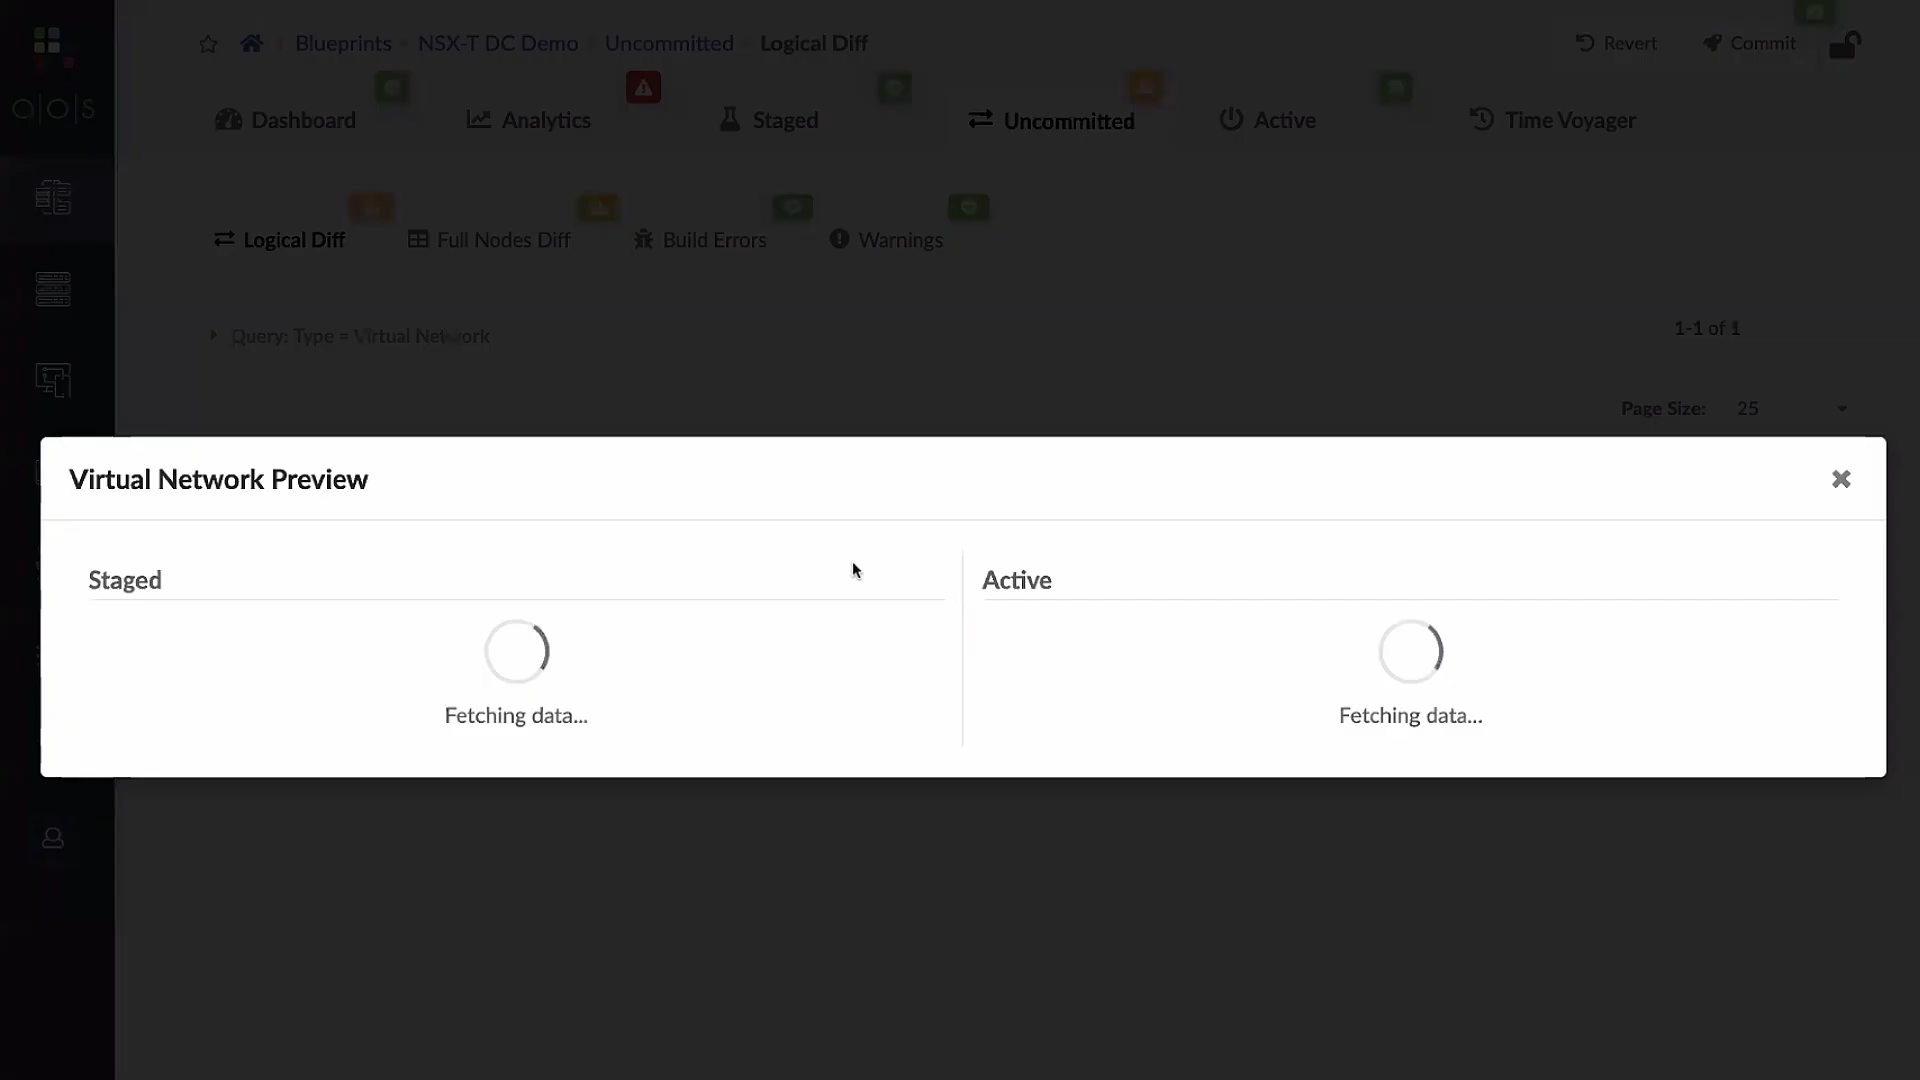 Blueprints NSX-T DC Demo Uncommitted Logical Diff
Revert Commit
a|o|s
Dashboard Analytics Staged Uncommitted Active Time Voyager
Logical Diff Full Nodes Diff Build Errors Warnings
Query: Type = Virtual Network
1-1 of 1
Page Size: 25
Virtual Network Preview
Staged Active
Fetching data... Fetching data...